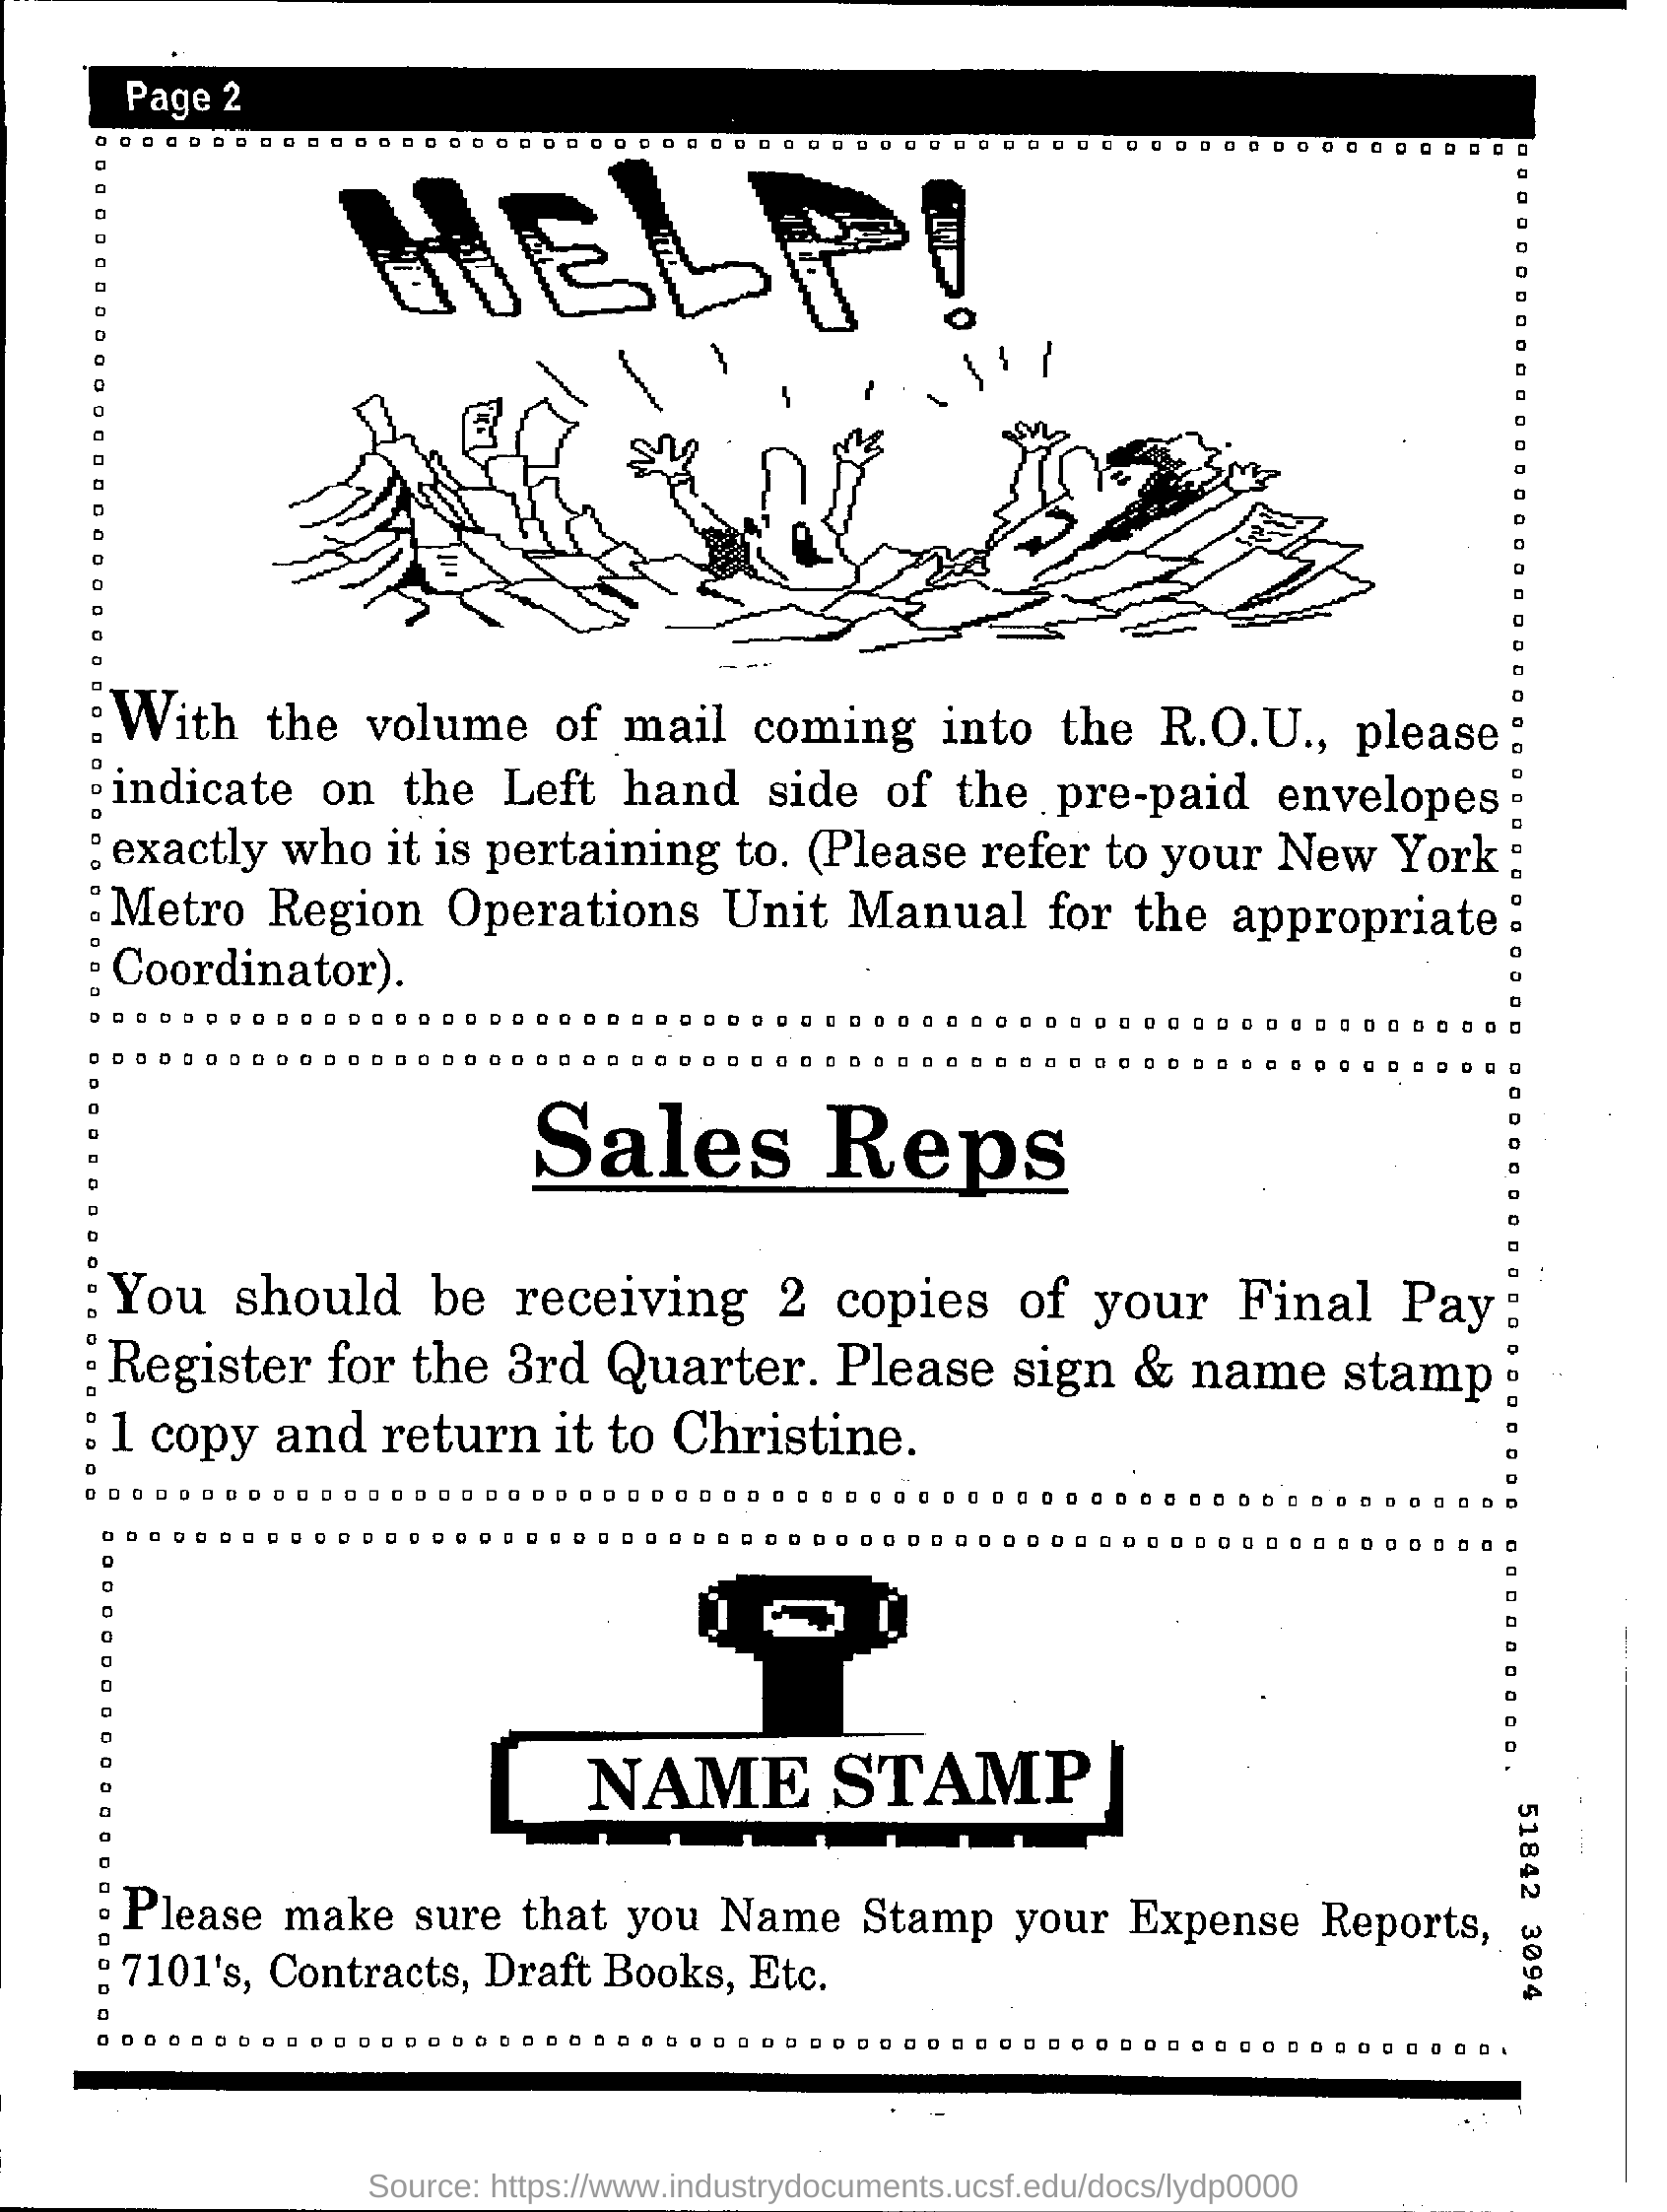 Page 2
HELP!
With the volume of mail coming into the R.O.U., please
indicate on the Left hand side of the pre-paid envelopes
exactly who it is pertaining to. (Please refer to your New York
Metro Region Operations Unit Manual for the appropriate
Coordinator).
Sales Reps
You should be receiving 2 copies of your Final Pay
Register for the 3rd Quarter. Please sign & name stamp
1 copy and return it to Christine.
NAME STAMP
Please make sure that you Name Stamp your Expense Reports,
7101's, Contracts, Draft Books, Etc.
51842 3094
Source: https://www.industrydocuments.ucsf.edu/docs/lydp0000